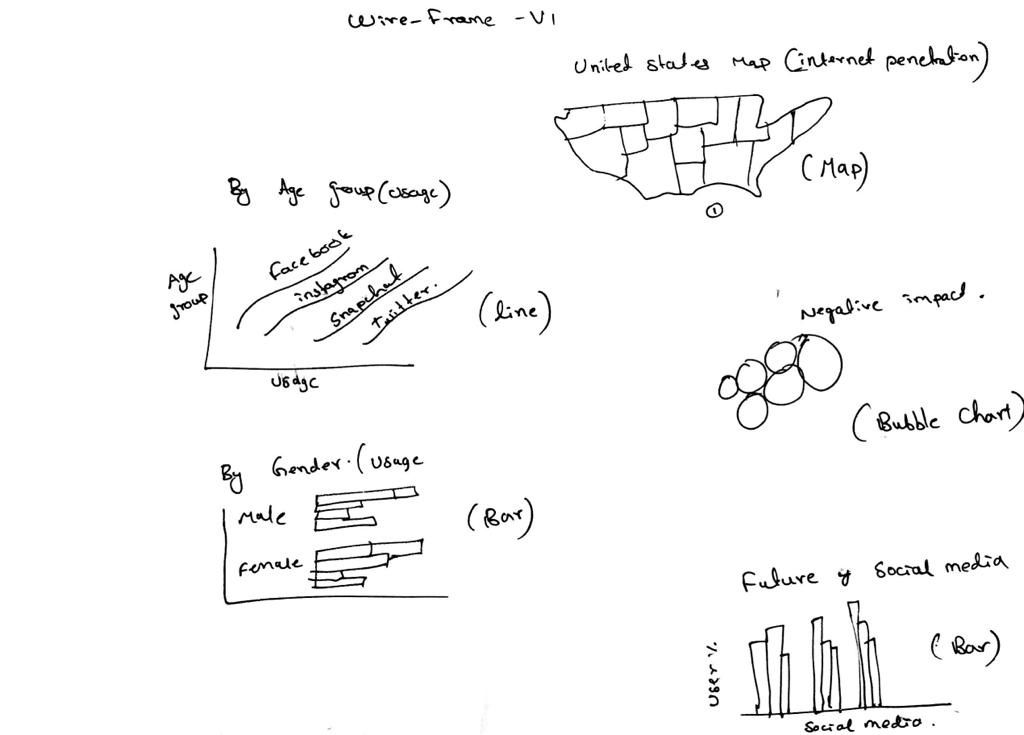 Wire-Frame -V1
United states Map (internet penetration)
(Map)
1
By Age group (usage)
Age
group
Facebook
instagram
Snapchat
twitter.
usage
(line)
Negative impact.
(Bubble Chart)
By Gender. (usage
Male
Female
(Bar)
Future of Social media
User %
(Bar)
Social media.